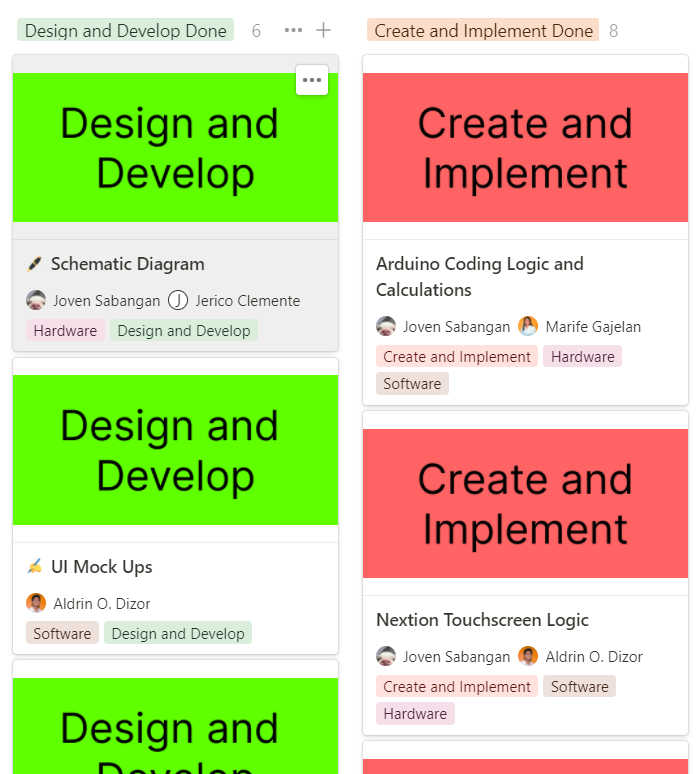 Design and Develop Done 6
Design and
Develop
Schematic Diagram
Joven Sabangan J Jerico Clemente
Hardware Design and Develop
Design and
Develop
UI Mock Ups
Aldrin O. Dizor
Software Design and Develop
Design and
Develop
Create and Implement Done 8
Create and
Implement
Arduino Coding Logic and
Calculations
Joven Sabangan Marife Gajelan
Create and Implement Hardware
Software
Create and
Implement
Nextion Touchscreen Logic
Joven Sabangan Aldrin O. Dizor
Create and Implement Software
Hardware